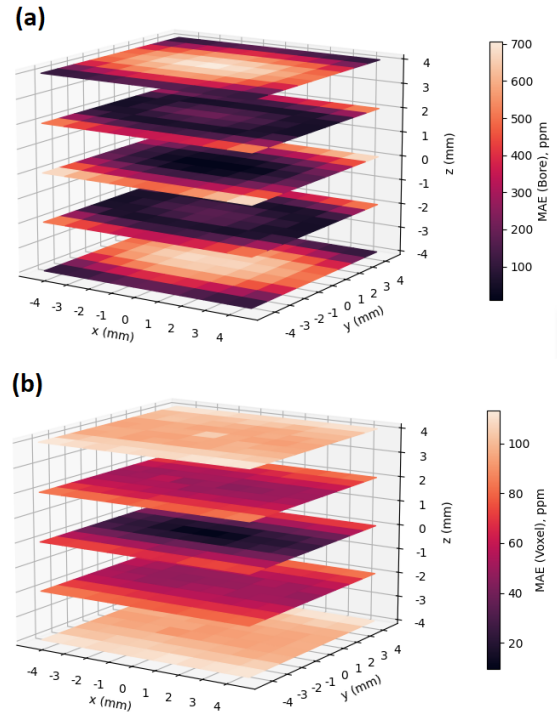 (a)
4
3
2
1
0
-1
-2
-3
-4
z (mm)
-4 -3 -2 -1 0 1 2 3 4
x (mm)
-4 -3 -2 -1 0 1 2 3 4
y (mm)
700
600
500
400
300
200
100
MAE (Bore), ppm
(b)
4
3
2
1
0
-1
-2
-3
-4
z (mm)
-4 -3 -2 -1 0 1 2 3 4
x (mm)
-4 -3 -2 -1 0 1 2 3 4
y (mm)
100
80
60
40
20
MAE (Voxel), ppm